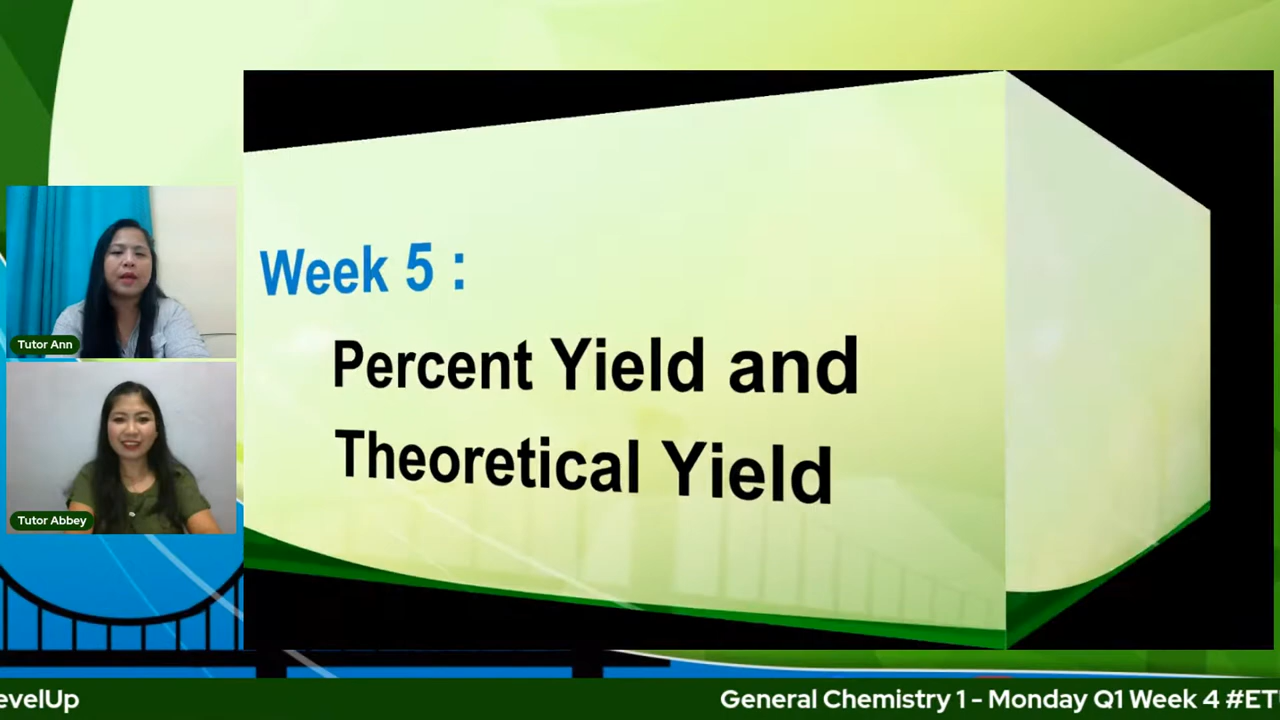 Week 5 :
Percent Yield and
Theoretical Yield
Tutor Ann
Tutor Abbey
evelUp
General Chemistry 1 - Monday Q1 Week 4 #ET